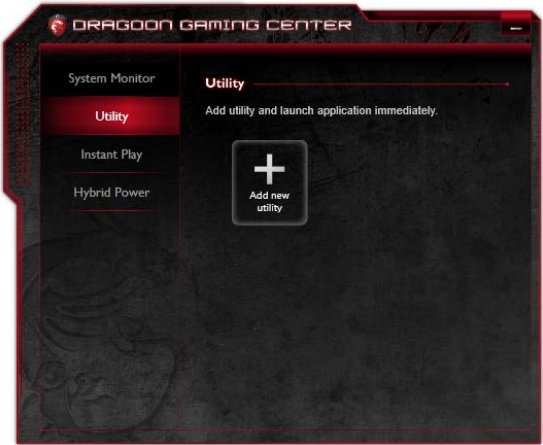 DRAGOON GAMING CENTER
System Monitor
Utility
Instant Play
Hybrid Power
Utility
Add utility and launch application immediately.
Add new
utility